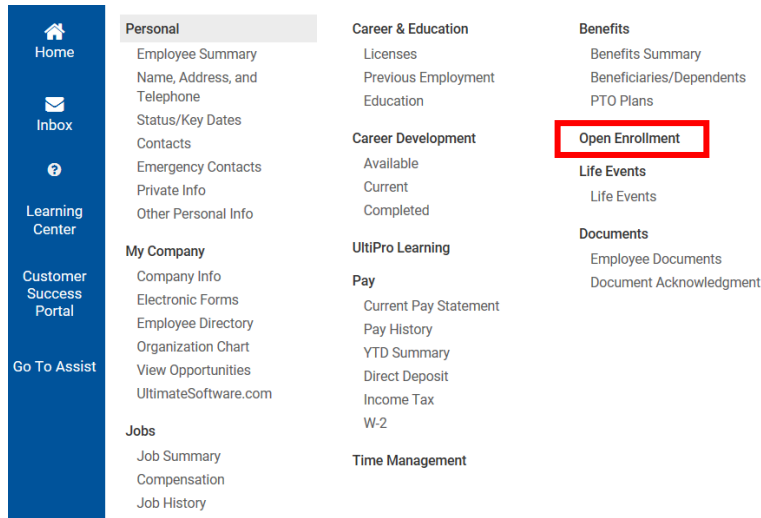 Home
Inbox
Learning
Center
Customer
Success
Portal
Go To Assist
Personal
Employee Summary
Name, Address, and
Telephone
Status/Key Dates
Contacts
Emergency Contacts
Private Info
Other Personal Info
My Company
Company Info
Electronic Forms
Employee Directory
Organization Chart
View Opportunities
UltimateSoftware.com
Jobs
Job Summary
Compensation
Job History
Career & Education
Licenses
Previous Employment
Education
Career Development
Available
Current
Completed
UltiPro Learning
Pay
Current Pay Statement
Pay History
YTD Summary
Direct Deposit
Income Tax
W-2
Time Management
Benefits
Benefits Summary
Beneficiaries/Dependents
PTO Plans
Open Enrollment
Life Events
Life Events
Documents
Employee Documents
Document Acknowledgment